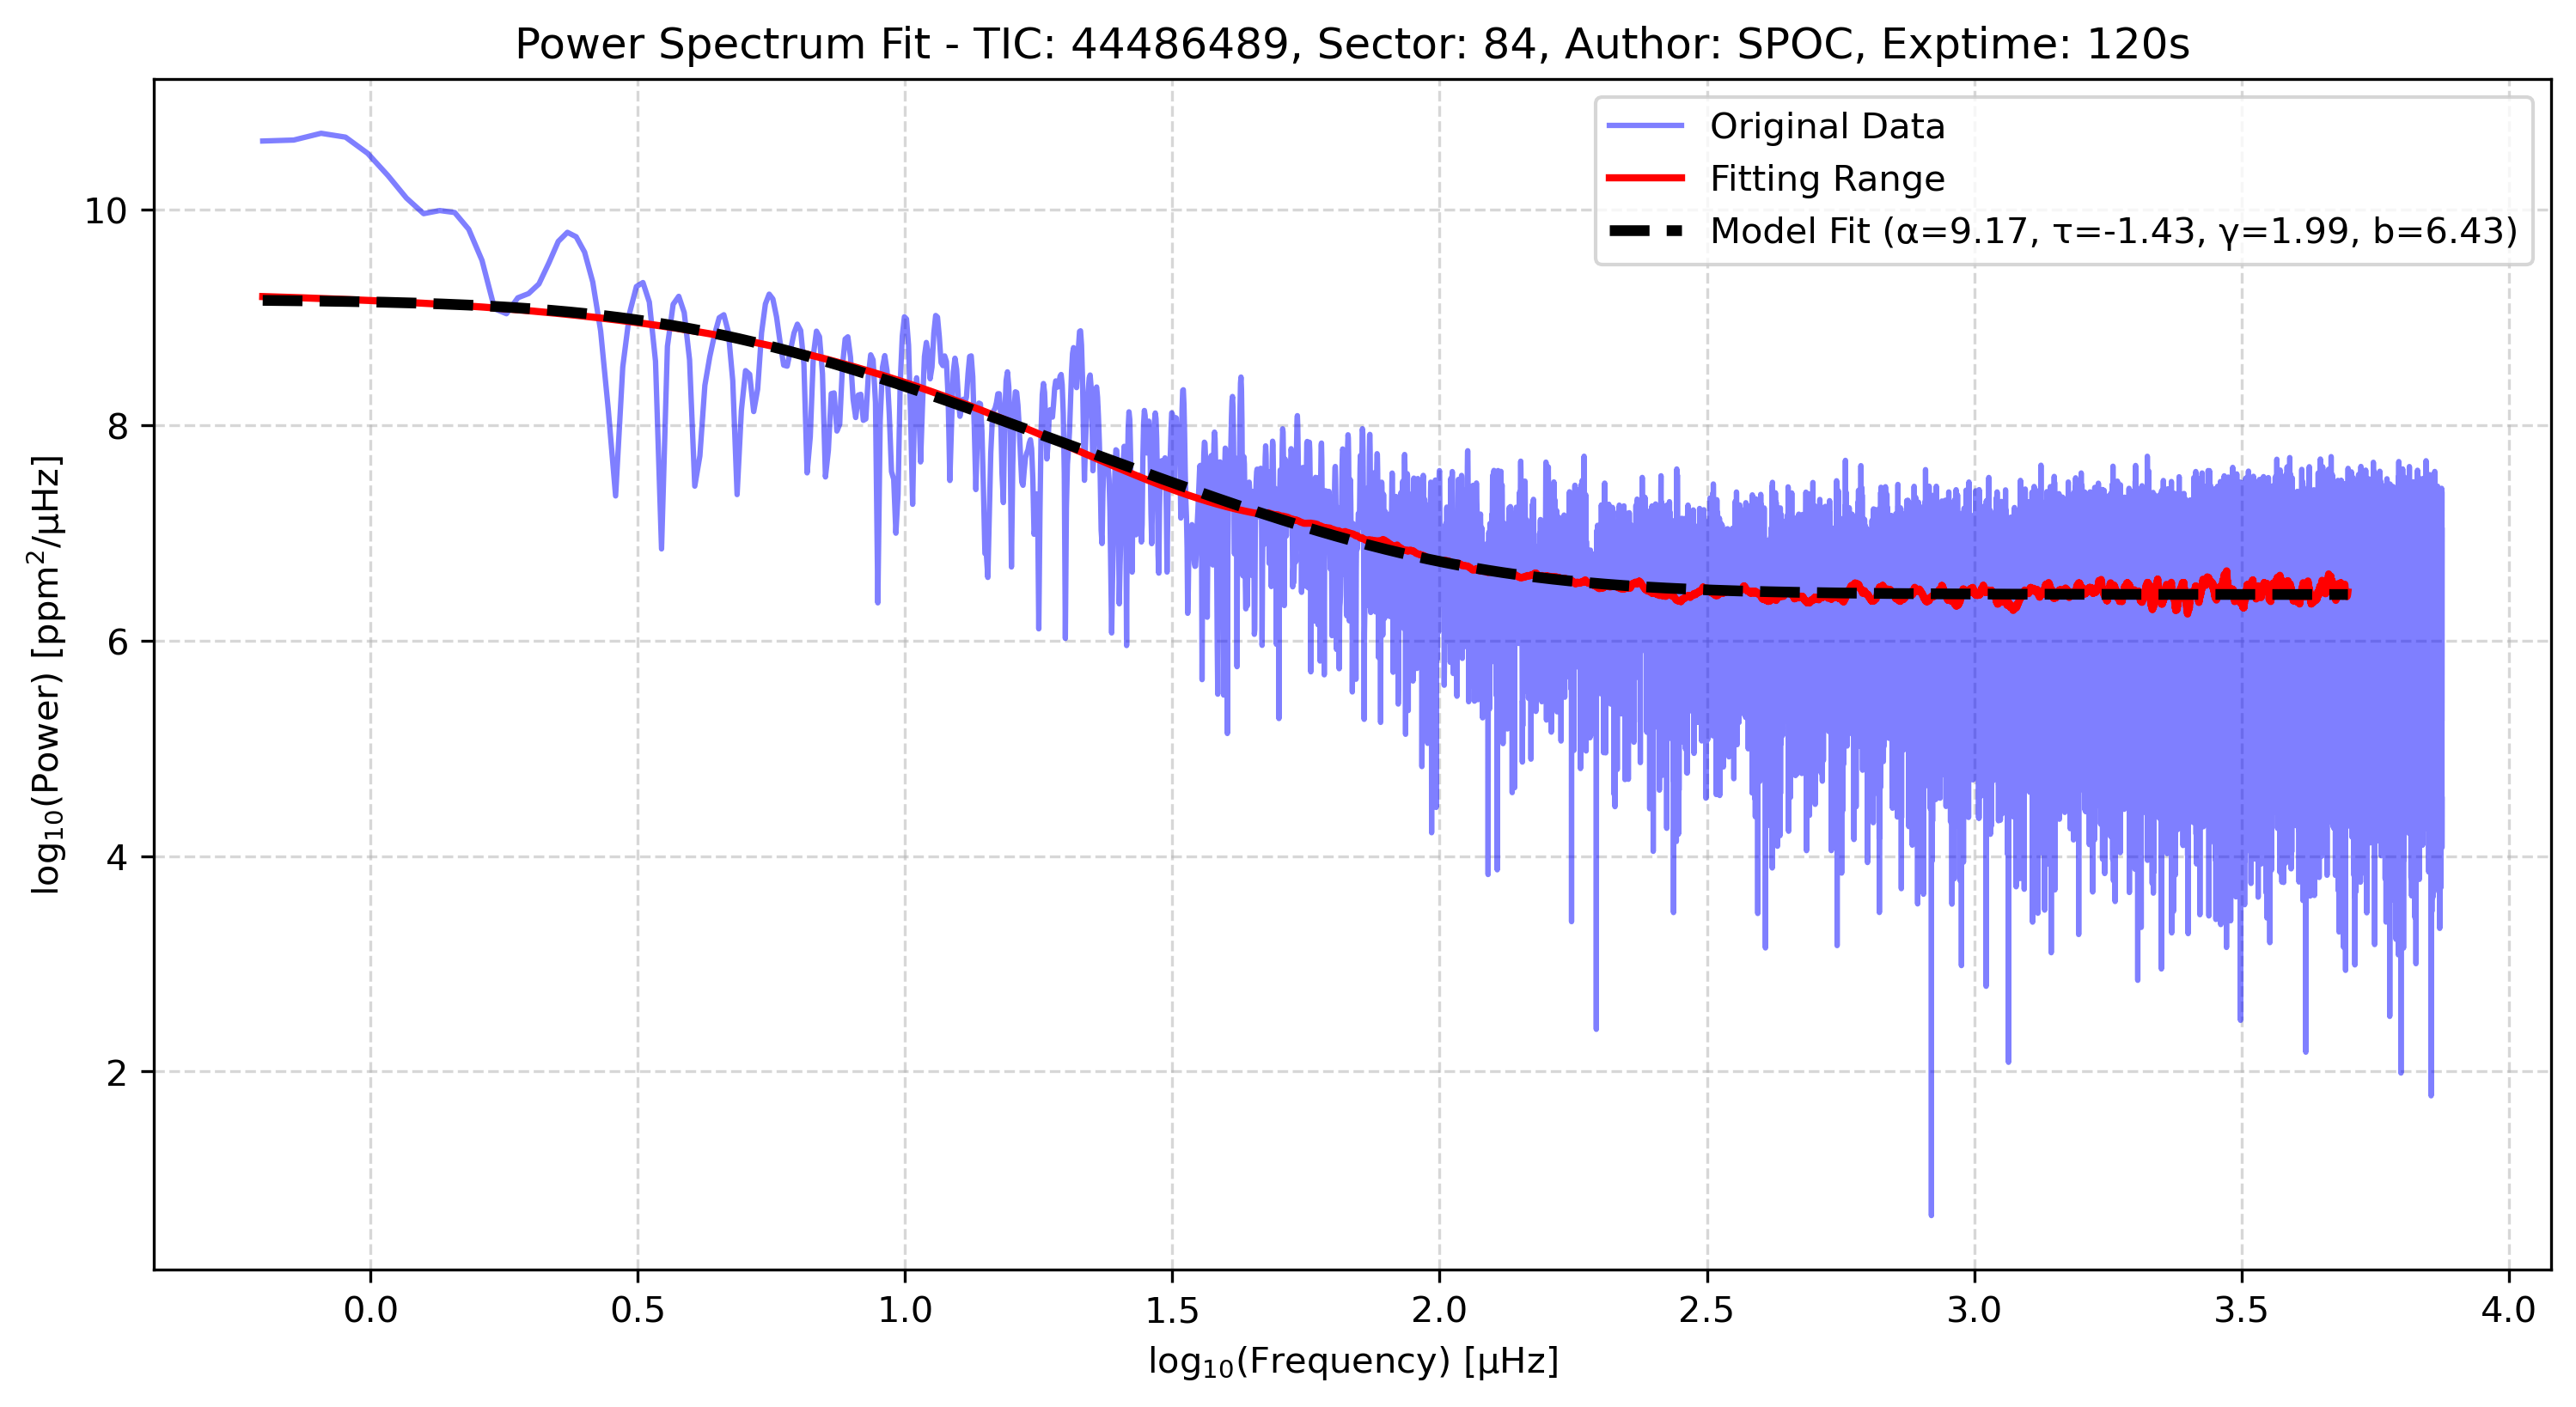 Power Spectrum Fit - TIC: 44486489, Sector: 84, Author: SPOC, Exptime: 120s
Original Data
Fitting Range
Model Fit (α=9.17, τ=-1.43, γ=1.99, b=6.43)
log₁₀(Power) [ppm²/μHz]
10
8
6
4
2
0.0 0.5 1.0 1.5 2.0 2.5 3.0 3.5 4.0
log₁₀(Frequency) [μHz]